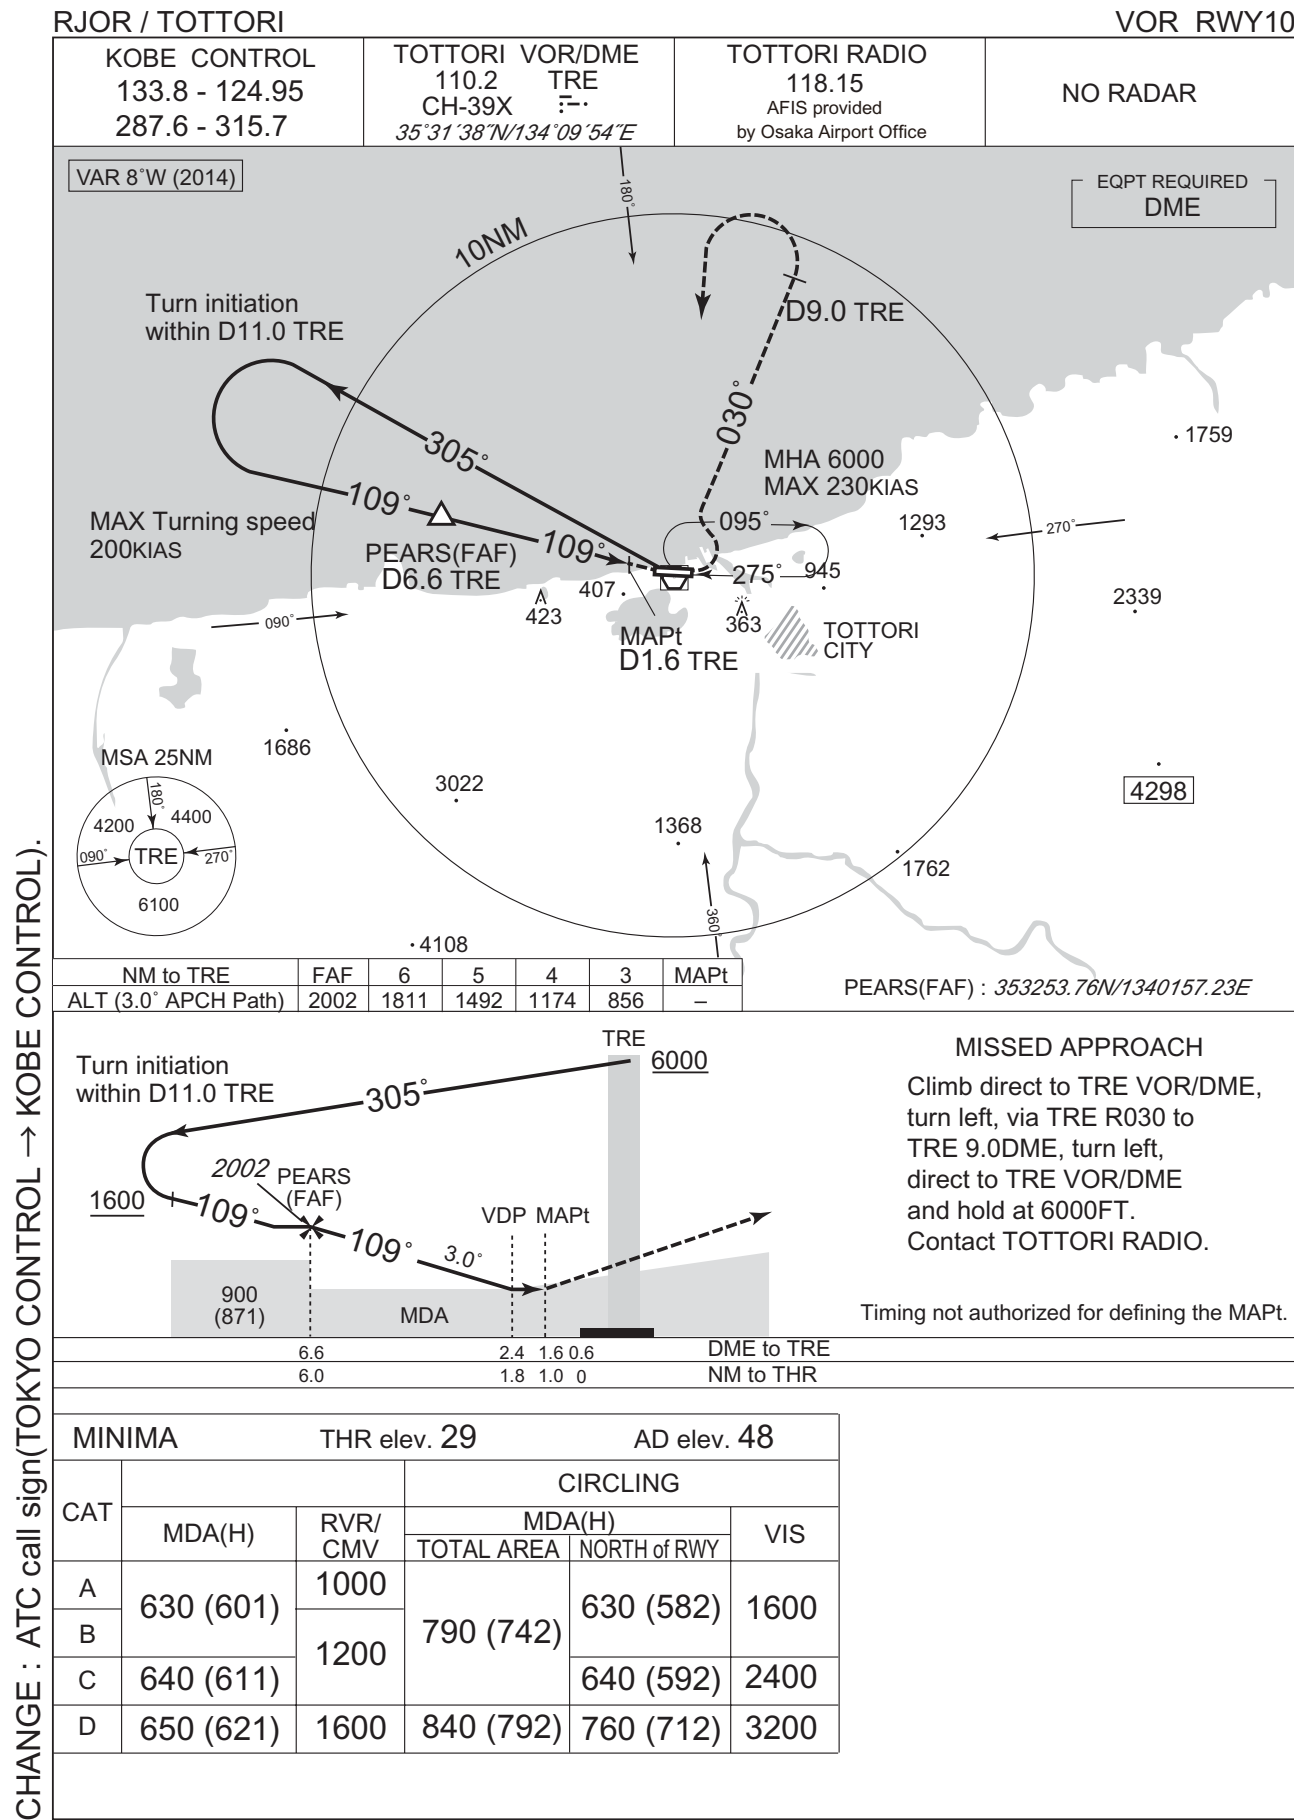 RJOR / TOTTORI
VOR RWY10
KOBE CONTROL
133.8 - 124.95
287.6 - 315.7
TOTTORI VOR/DME
110.2 TRE
CH-39X
35°31´38˝N/134°09´54˝E
TOTTORI RADIO
118.15
AFIS provided
by Osaka Airport Office
NO RADAR
VAR 8˚W (2014)
EQPT REQUIRED
DME
180˚
10NM
Turn initiation
within D11.0 TRE
D9.0 TRE
030˚
305˚
1759
MHA 6000
MAX 230KIAS
109˚
MAX Turning speed
200KIAS
095˚
1293
270˚
PEARS(FAF)
D6.6 TRE
109˚
275˚
945
407
423
363
2339
090˚
MAPt
D1.6 TRE
TOTTORI
CITY
1686
MSA 25NM
180˚
4200
4400
090˚
TRE
270˚
6100
3022
4298
1368
1762
360˚
4108
NM to TRE FAF 6 5 4 3 MAPt
ALT (3.0˚ APCH Path) 2002 1811 1492 1174 856 –
PEARS(FAF) : 353253.76N/1340157.23E
TRE
6000
Turn initiation
within D11.0 TRE
305˚
2002
PEARS
(FAF)
1600
109˚
109˚
3.0˚
VDP MAPt
900
(871)
MDA
6.6 2.4 1.6 0.6 DME to TRE
6.0 1.8 1.0 0 NM to THR
MISSED APPROACH
Climb direct to TRE VOR/DME,
turn left, via TRE R030 to
TRE 9.0DME, turn left,
direct to TRE VOR/DME
and hold at 6000FT.
Contact TOTTORI RADIO.
Timing not authorized for defining the MAPt.
MINIMA THR elev. 29 AD elev. 48
CAT
MDA(H)
RVR/
CMV
CIRCLING
MDA(H)
TOTAL AREA NORTH of RWY
VIS
A
B
C
D
630 (601)
640 (611)
650 (621)
1000
1200
1600
790 (742)
840 (792)
630 (582)
640 (592)
760 (712)
1600
2400
3200
CHANGE : ATC call sign(TOKYO CONTROL → KOBE CONTROL).